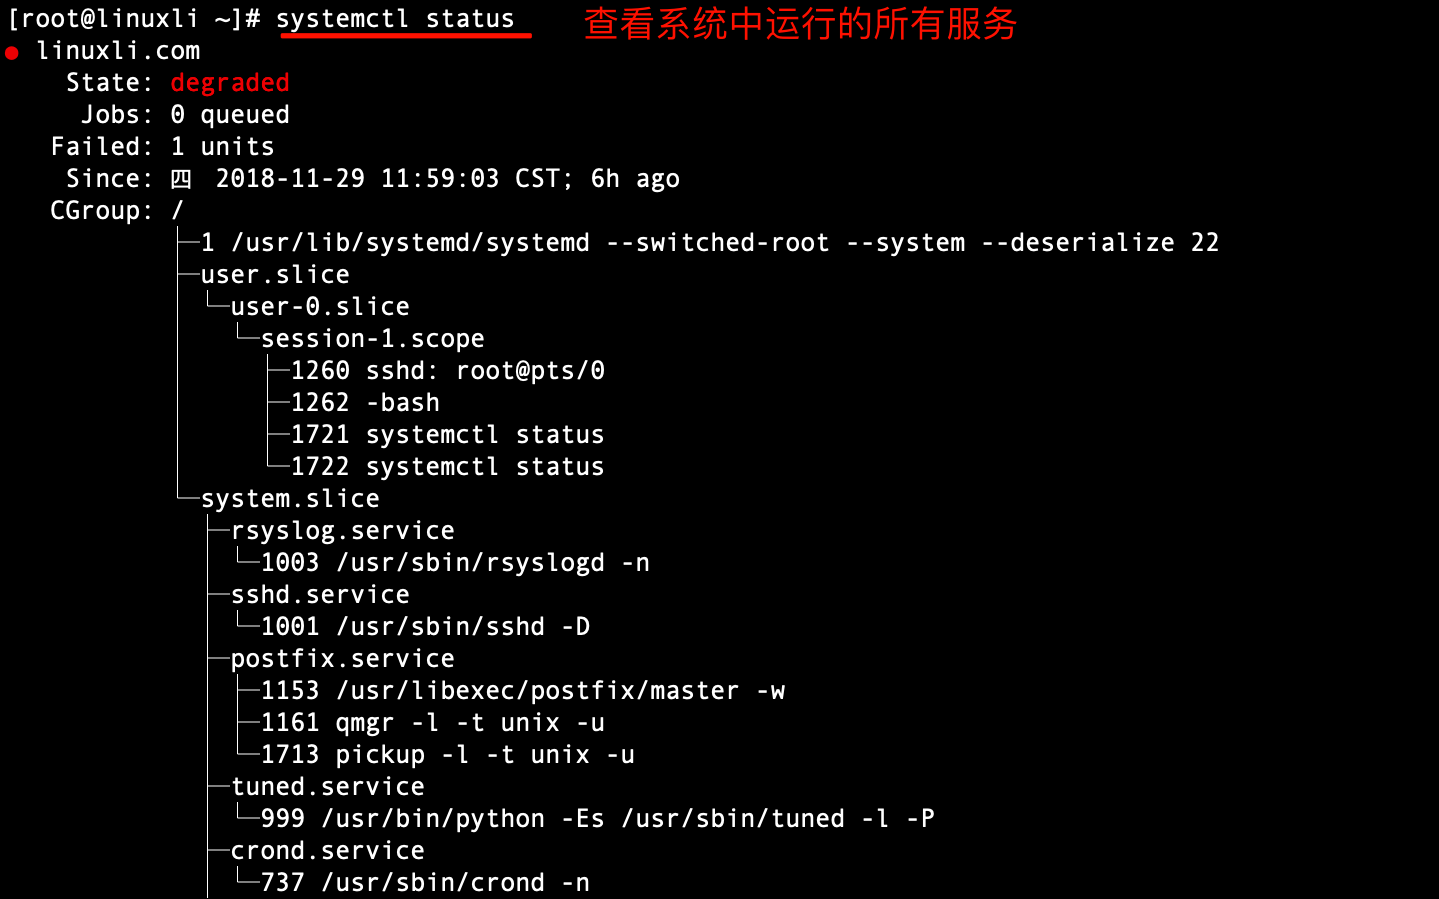 [root@linuxli ~]# systemctl status 查看系统中运行的所有服务
● linuxli.com
State: degraded
Jobs: 0 queued
Failed: 1 units
Since: 四 2018-11-29 11:59:03 CST; 6h ago
CGroup: /
├─1 /usr/lib/systemd/systemd --switched-root --system --deserialize 22
├─user.slice
│ └─user-0.slice
│   └─session-1.scope
│     ├─1260 sshd: root@pts/0
│     ├─1262 -bash
│     ├─1721 systemctl status
│     └─1722 systemctl status
└─system.slice
  ├─rsyslog.service
  │ └─1003 /usr/sbin/rsyslogd -n
  ├─sshd.service
  │ └─1001 /usr/sbin/sshd -D
  ├─postfix.service
  │ ├─1153 /usr/libexec/postfix/master -w
  │ ├─1161 qmgr -l -t unix -u
  │ └─1713 pickup -l -t unix -u
  ├─tuned.service
  │ └─999 /usr/bin/python -Es /usr/sbin/tuned -l -P
  ├─crond.service
  │ └─737 /usr/sbin/crond -n